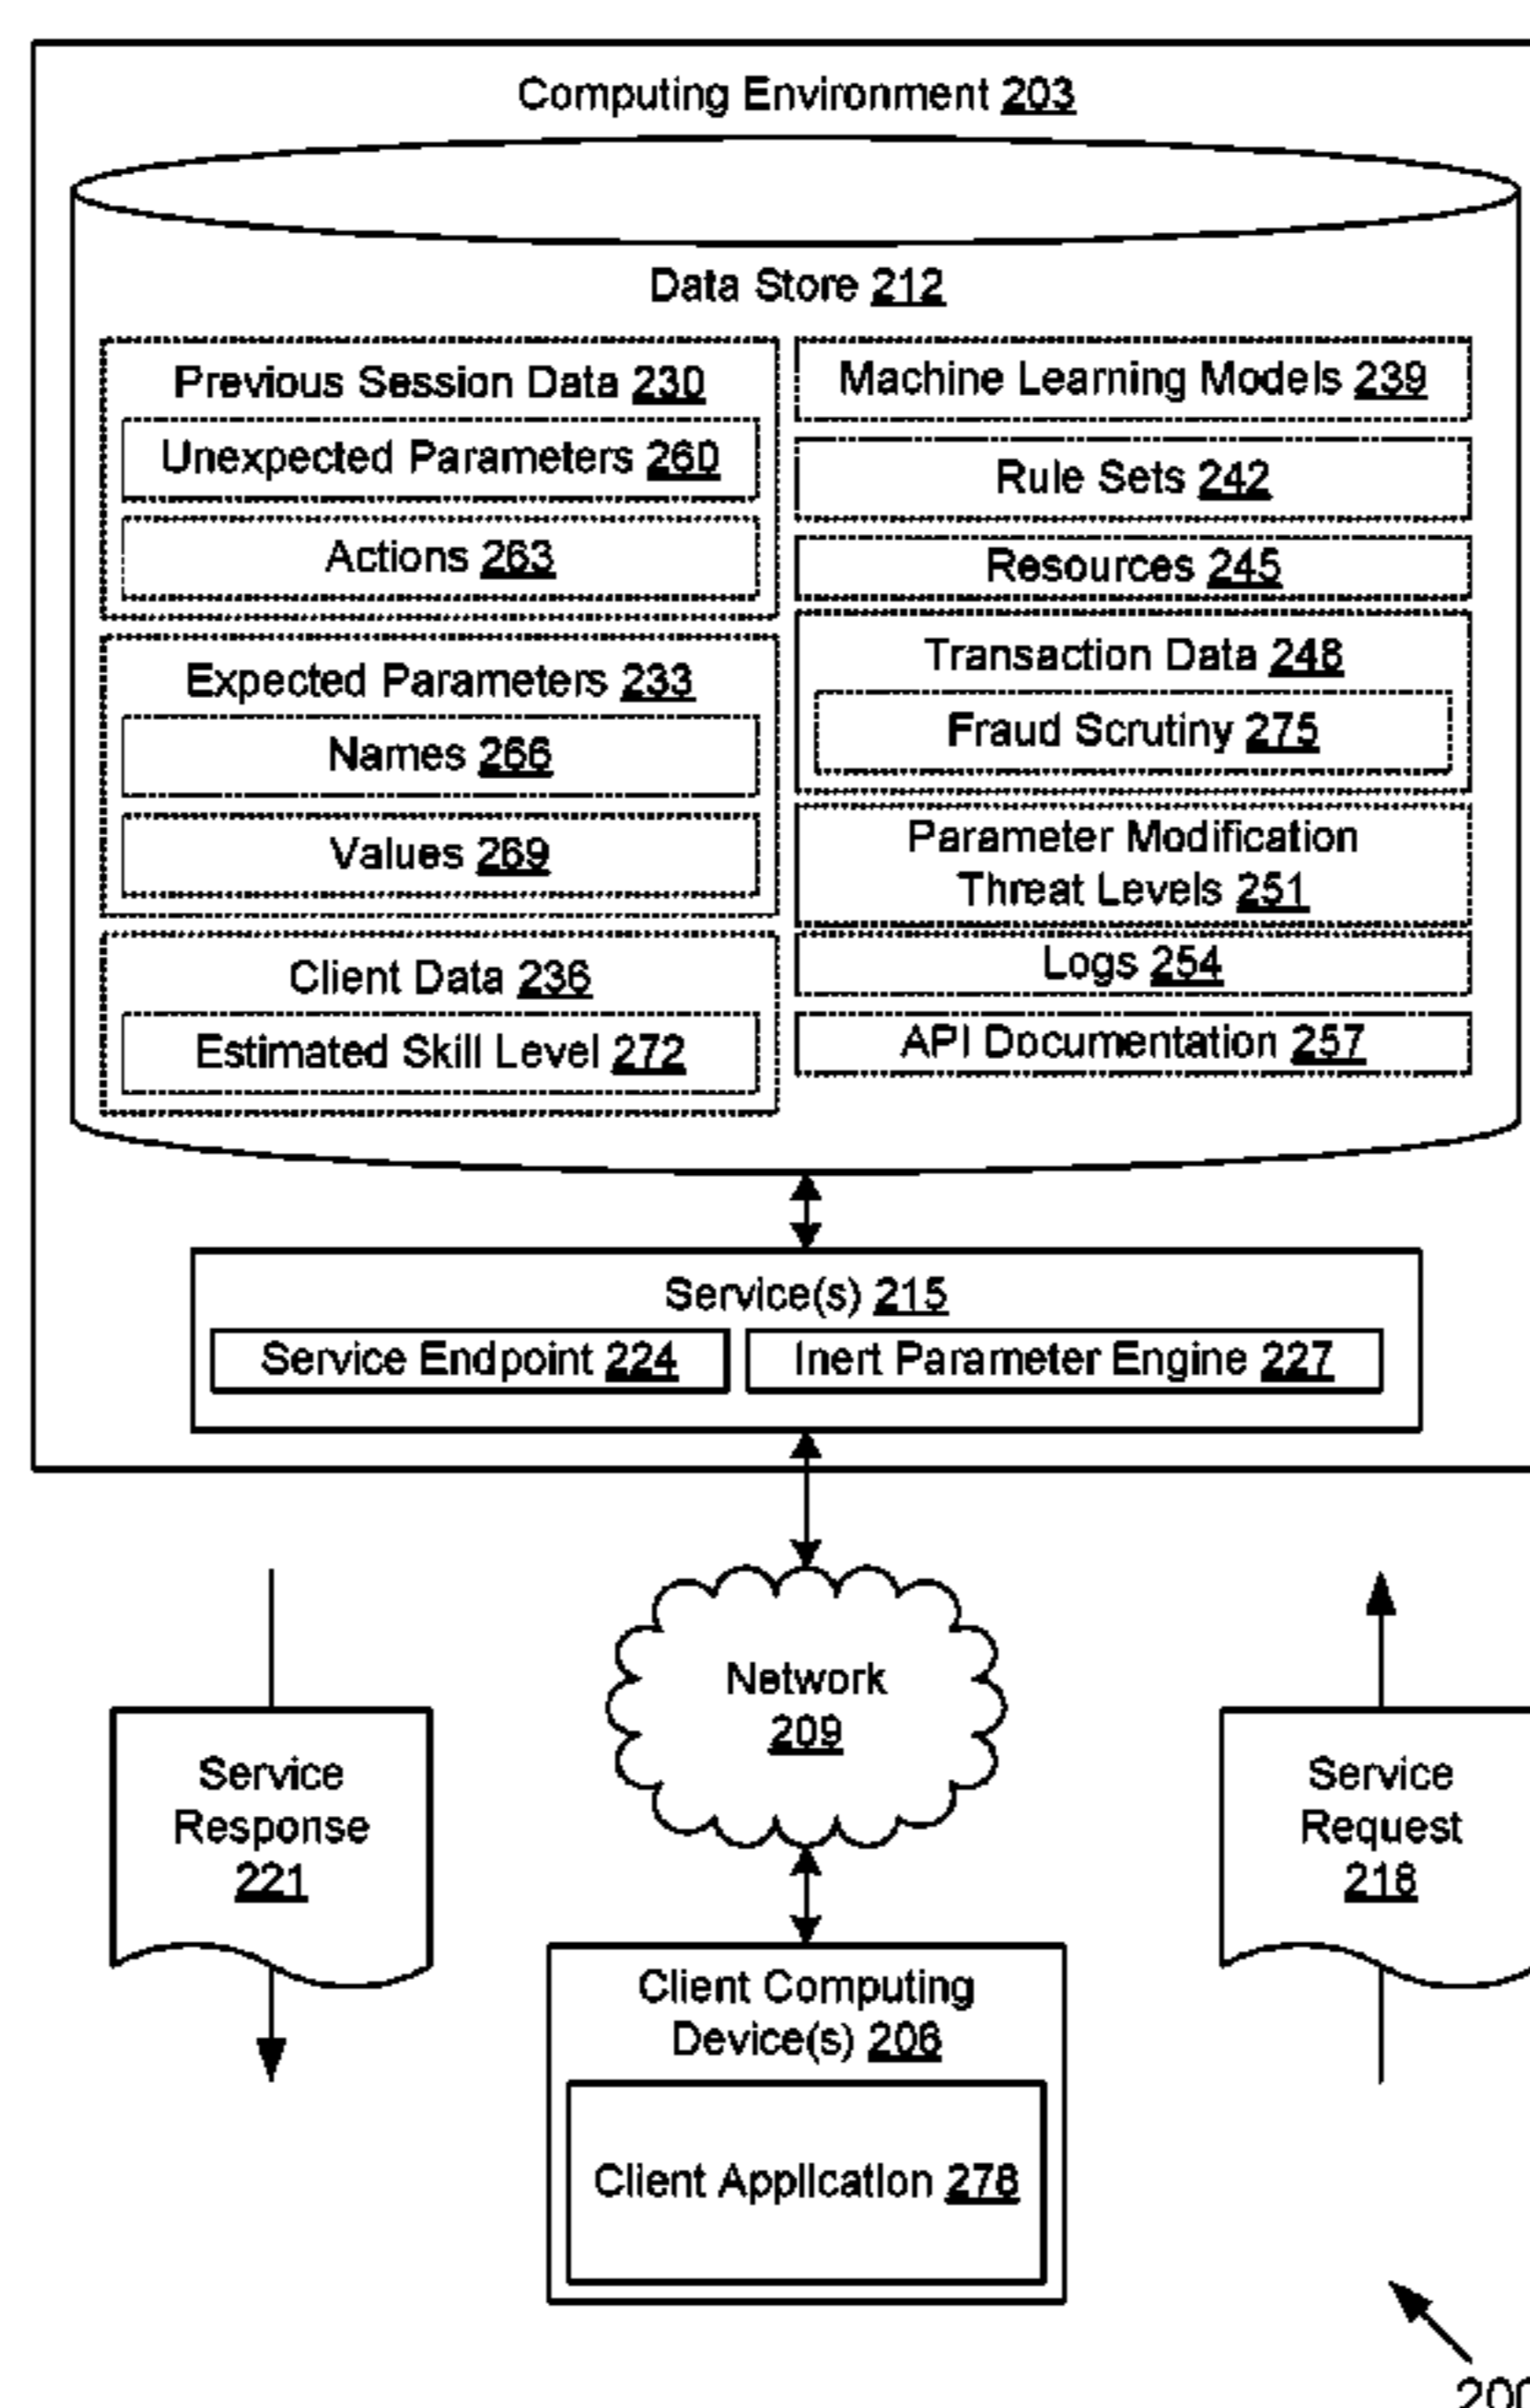 Computing Environment 203
Data Store 212
Previous Session Data 230
Unexpected Parameters 260
Actions 263
Expected Parameters 233
Names 266
Values 269
Client Data 236
Estimated Skill Level 272
Machine Learning Models 239
Rule Sets 242
Resources 245
Transaction Data 248
Fraud Scrutiny 275
Parameter Modification
Threat Levels 251
Logs 254
API Documentation 257
Service(s) 215
Service Endpoint 224
Inert Parameter Engine 227
Network
209
Service
Response
221
Service
Request
218
Client Computing
Device(s) 206
Client Application 278
200